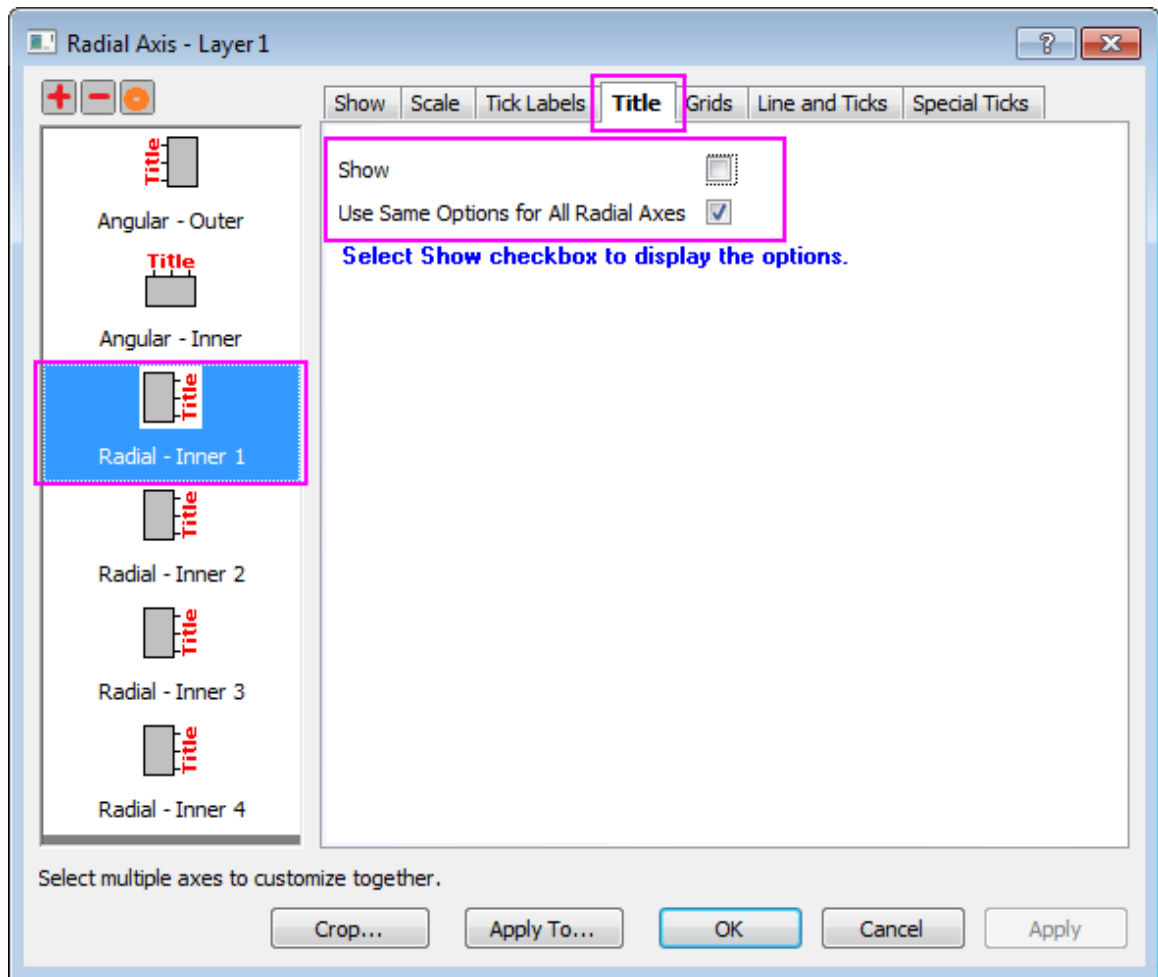 Radial Axis - Layer 1
Show Scale Tick Labels Title Grids Line and Ticks Special Ticks
Title
Angular - Outer
Title
Angular - Inner
Title
Radial - Inner 1
Title
Radial - Inner 2
Title
Radial - Inner 3
Title
Radial - Inner 4
Show
Use Same Options for All Radial Axes
Select Show checkbox to display the options.
Select multiple axes to customize together.
Crop... Apply To... OK Cancel Apply